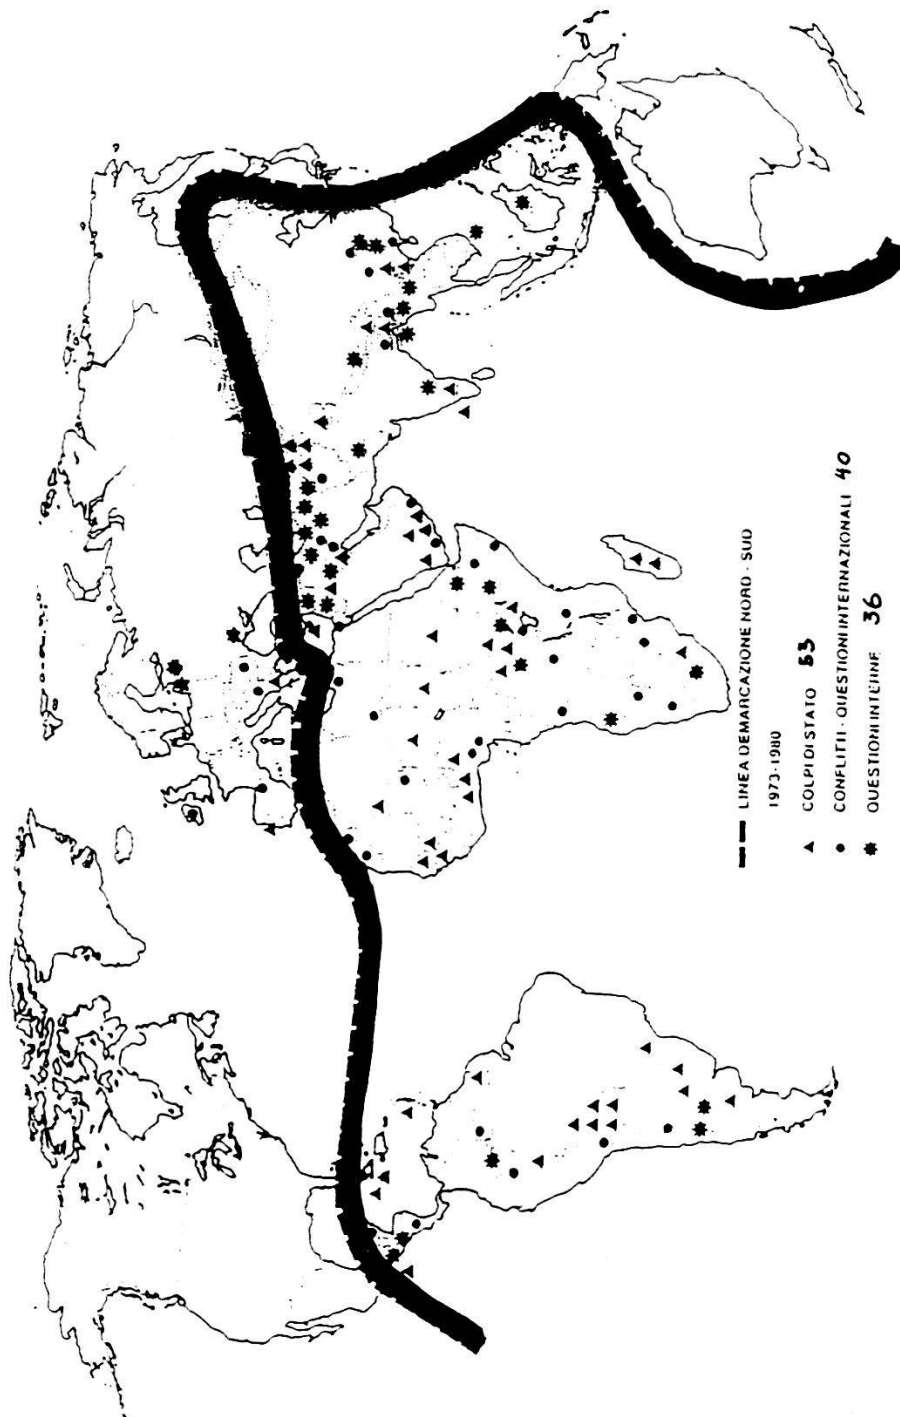 LINEA DEMARCAZIONE NORD - SUD
1973-1980
COLPI DI STATO 53
CONFLITTI - QUESTIONI INTERNAZIONALI 40
QUESTIONI INTERNE 36